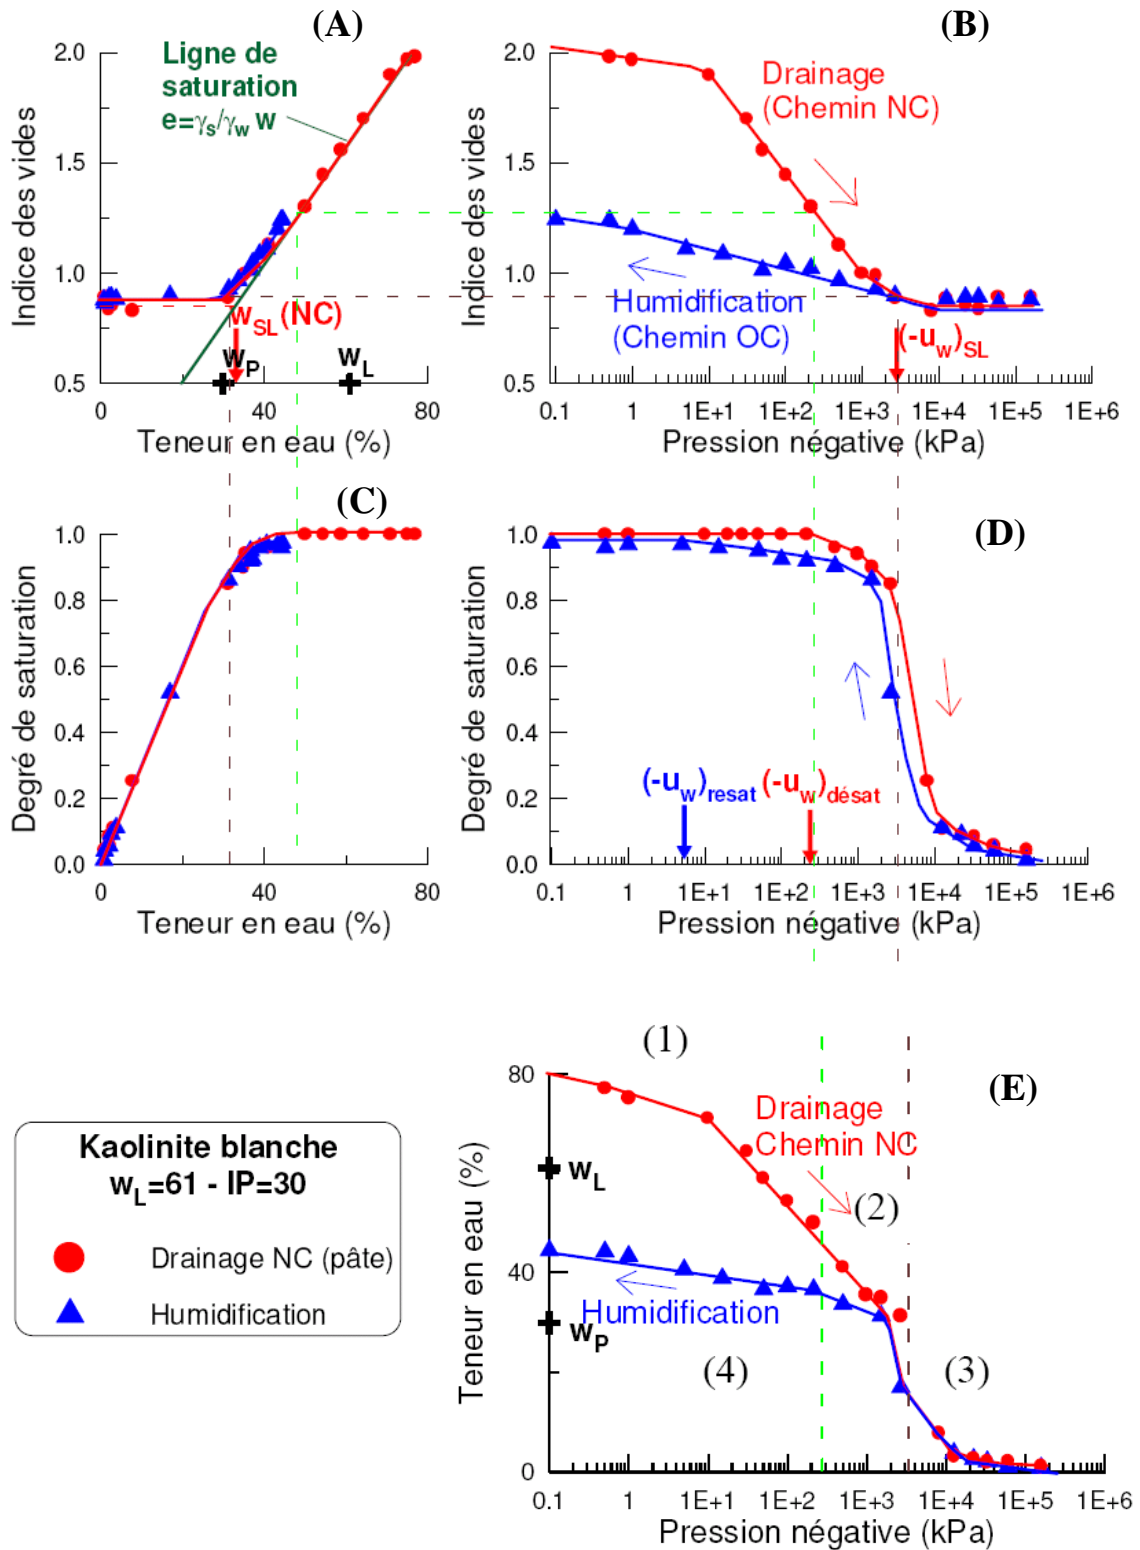 (A)
(B)
Ligne de
saturation
e=γs/γw w
2.0
1.5
1.0
0.5
Indice des vides
wSL(NC)
wP
wL
0
40
80
Teneur en eau (%)
2.0
1.5
1.0
0.5
Indice des vides
Drainage
(Chemin NC)
Humidification
(Chemin OC)
(-uw)SL
0.1
1
1E+1
1E+2
1E+3
1E+4
1E+5
1E+6
Pression négative (kPa)
(C)
1.0
0.8
0.6
0.4
0.2
0.0
Degré de saturation
0
40
80
Teneur en eau (%)
(D)
1.0
0.8
0.6
0.4
0.2
0.0
Degré de saturation
(-uw)resat
(-uw)désat
0.1
1
1E+1
1E+2
1E+3
1E+4
1E+5
1E+6
Pression négative (kPa)
Kaolinite blanche
wL=61 - IP=30
Drainage NC (pâte)
Humidification
(1)
(E)
80
40
0
Teneur en eau (%)
Drainage
Chemin NC
wL
(2)
Humidification
wP
(4)
(3)
0.1
1
1E+1
1E+2
1E+3
1E+4
1E+5
1E+6
Pression négative (kPa)